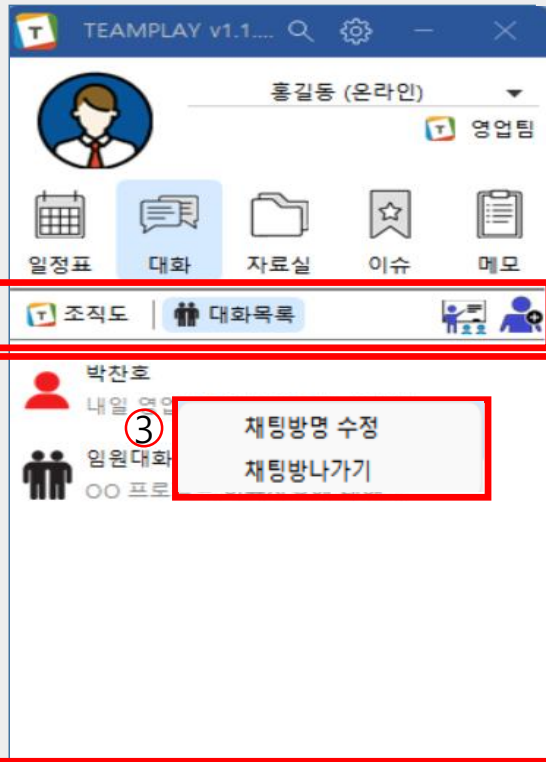 TEAMPLAY v1.1....
홍길동 (온라인)
영업팀
일정표 대화 자료실 이슈 메모
조직도 대화목록
박찬호
내일 영업
③
채팅방명 수정
임원대화
채팅방나가기
OO 프로